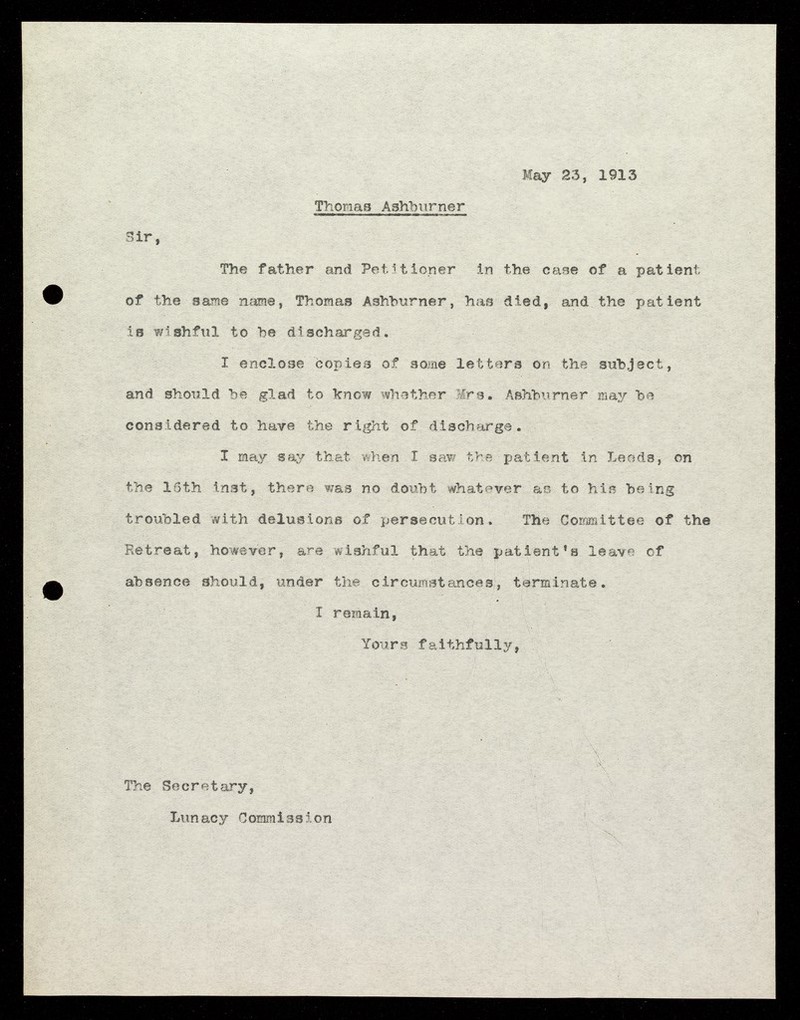 May 23, 1913
Thomas Ashburner
Sir,
The father and Petitioner in the case of a patient
of the same name, Thomas Ashburner, has died, and the patient
is wishful to be discharged.
I enclose copies of some letters on the subject,
and should be glad to know whether Mrs. Ashburner may be
considered to have the right of discharge.
I may say that when I saw the patient in Leeds, on
the inst, there was no doubt whatever as to his being
troubled with delusions of persecution. The Committee of the
Retreat, however, are wishful that the patient's leave of
absence should, under the circumstances, terminate.
I remain,
Yours faithfully,
The Secretary,
Lunacy Commission